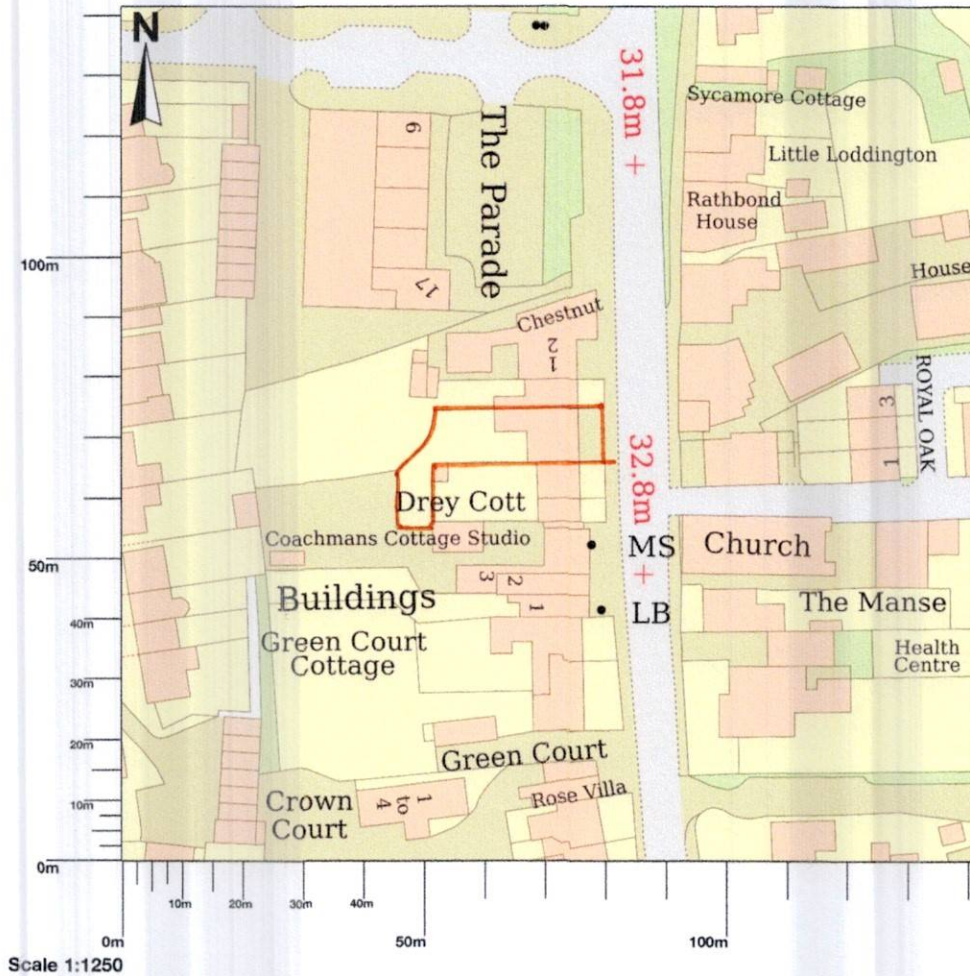 N
31.8m +
Sycamore Cottage
Little Loddington
Rathbond
House
The Parade
6
17
House
100m
Chestnut
12
ROYAL OAK
3
1
32.8m
+
Drey Cott
Coachmans Cottage Studio
MS
Church
50m
3
2
1
Buildings
LB
The Manse
40m
Green Court
Cottage
Health
Centre
30m
20m
Green Court
10m
Crown
Court
1
to
4
Rose Villa
0m
10m
20m
30m
40m
0m
50m
100m
Scale 1:1250